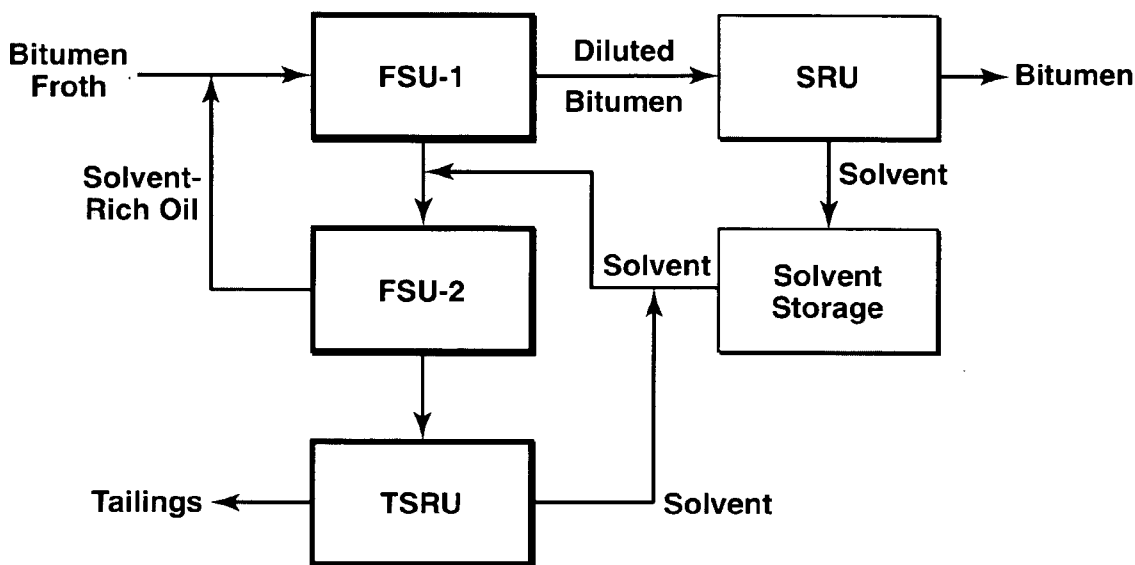 Bitumen
Froth
FSU-1
Diluted
Bitumen
SRU
Bitumen
Solvent-
Rich Oil
Solvent
FSU-2
Solvent
Solvent
Storage
Tailings
TSRU
Solvent